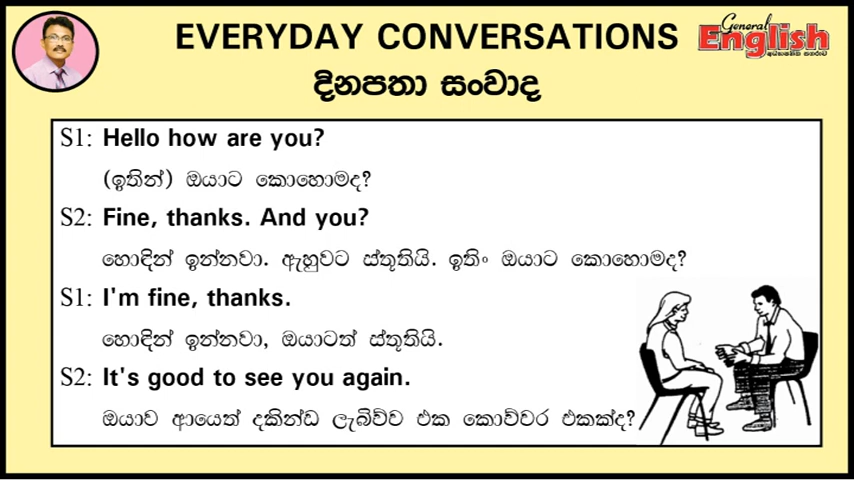 EVERYDAY CONVERSATIONS
General
English
දිනපතා සංවාද
S1: Hello how are you?
(ඉතින්) ඔයාට කොහොමද?
S2: Fine, thanks. And you?
හොඳින් ඉන්නවා. ඇහුවට ස්තූතියි. ඉතිං ඔයාට කොහොමද?
S1: I'm fine, thanks.
හොඳින් ඉන්නවා, ඔයාටත් ස්තූතියි.
S2: It's good to see you again.
ඔයාව ආයෙත් දකින්ඩ ලැබිච්ච එක කොච්චර එකක්ද?